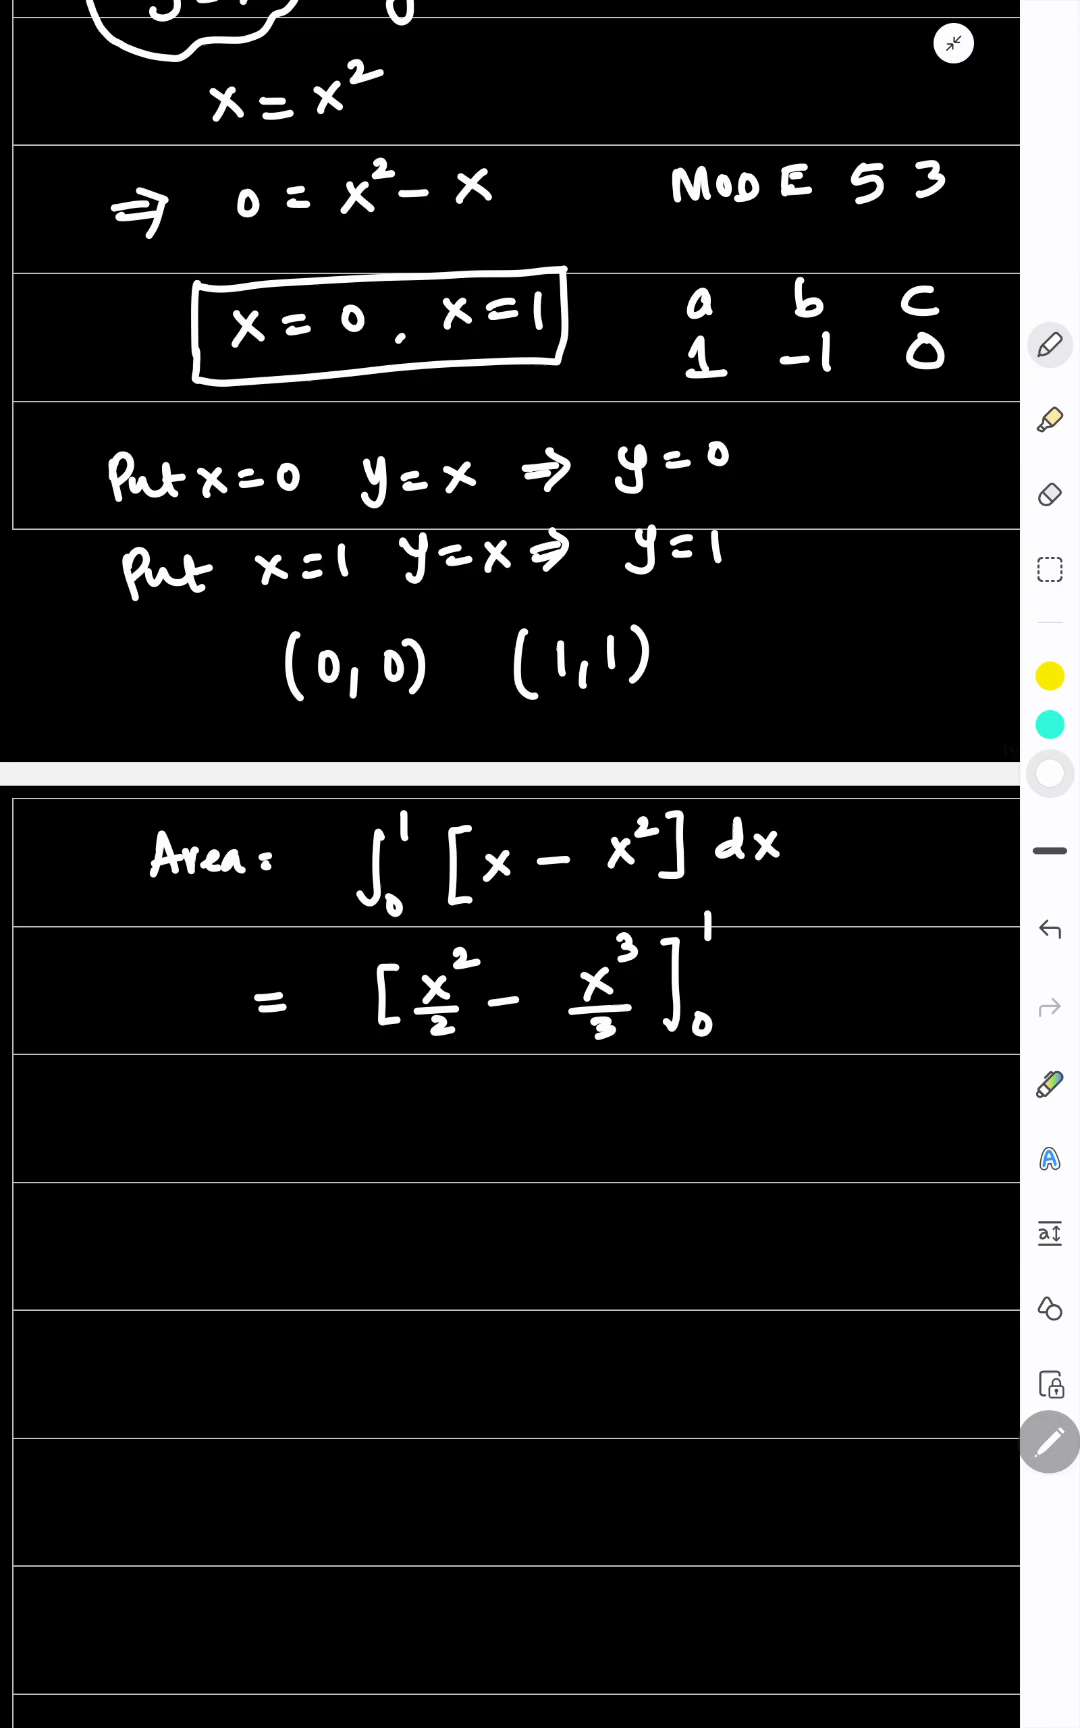 x = x²
⇒ 0 = x² - x
MODE 5 3
x = 0 . x = 1
a b c
1 -1 0
Put x = 0 y = x ⇒ y = 0
Put x = 1 y = x ⇒ y = 1
(0, 0) (1, 1)
Area = ∫₀¹ [x - x²] dx
= [x²/2 - x³/3]₀¹